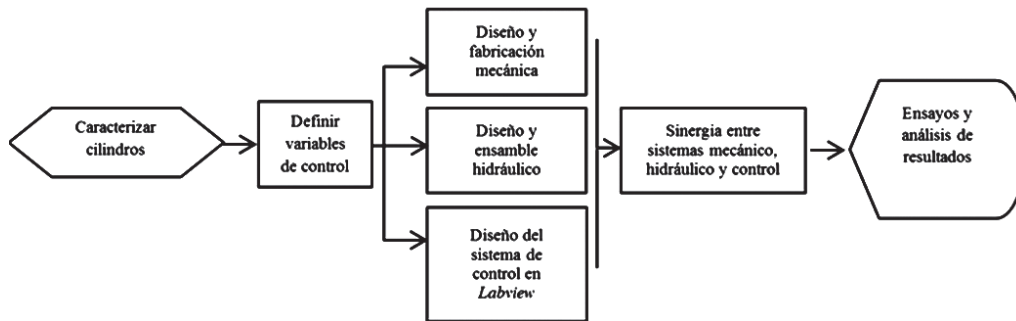 Caracterizar
cilindros
Definir
variables
de control
Diseño y
fabricación
mecánica
Diseño y
ensamble
hidráulico
Diseño del
sistema de
control en
Labview
Sinergia entre
sistemas mecánico,
hidráulico y control
Ensayos y
análisis de
resultados